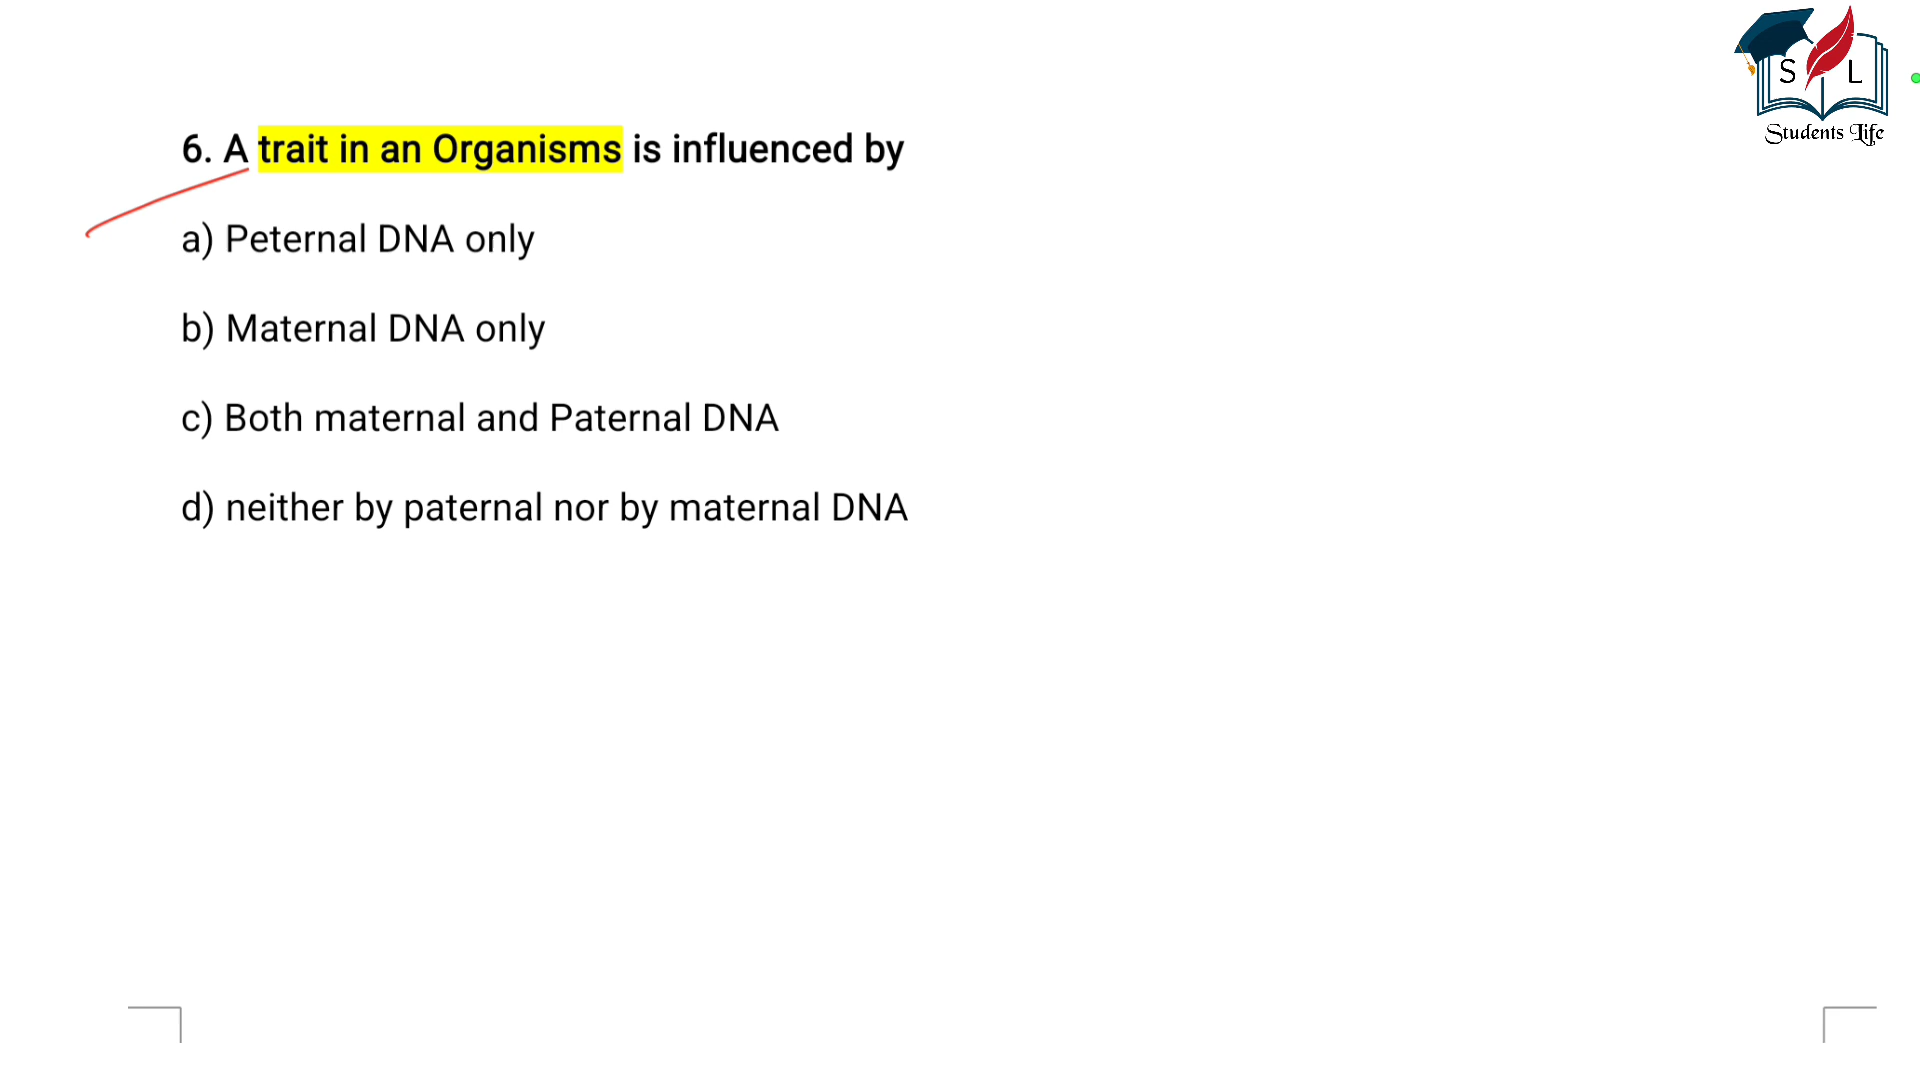 S L
Students Life
6. A trait in an Organisms is influenced by
a) Peternal DNA only
b) Maternal DNA only
c) Both maternal and Paternal DNA
d) neither by paternal nor by maternal DNA